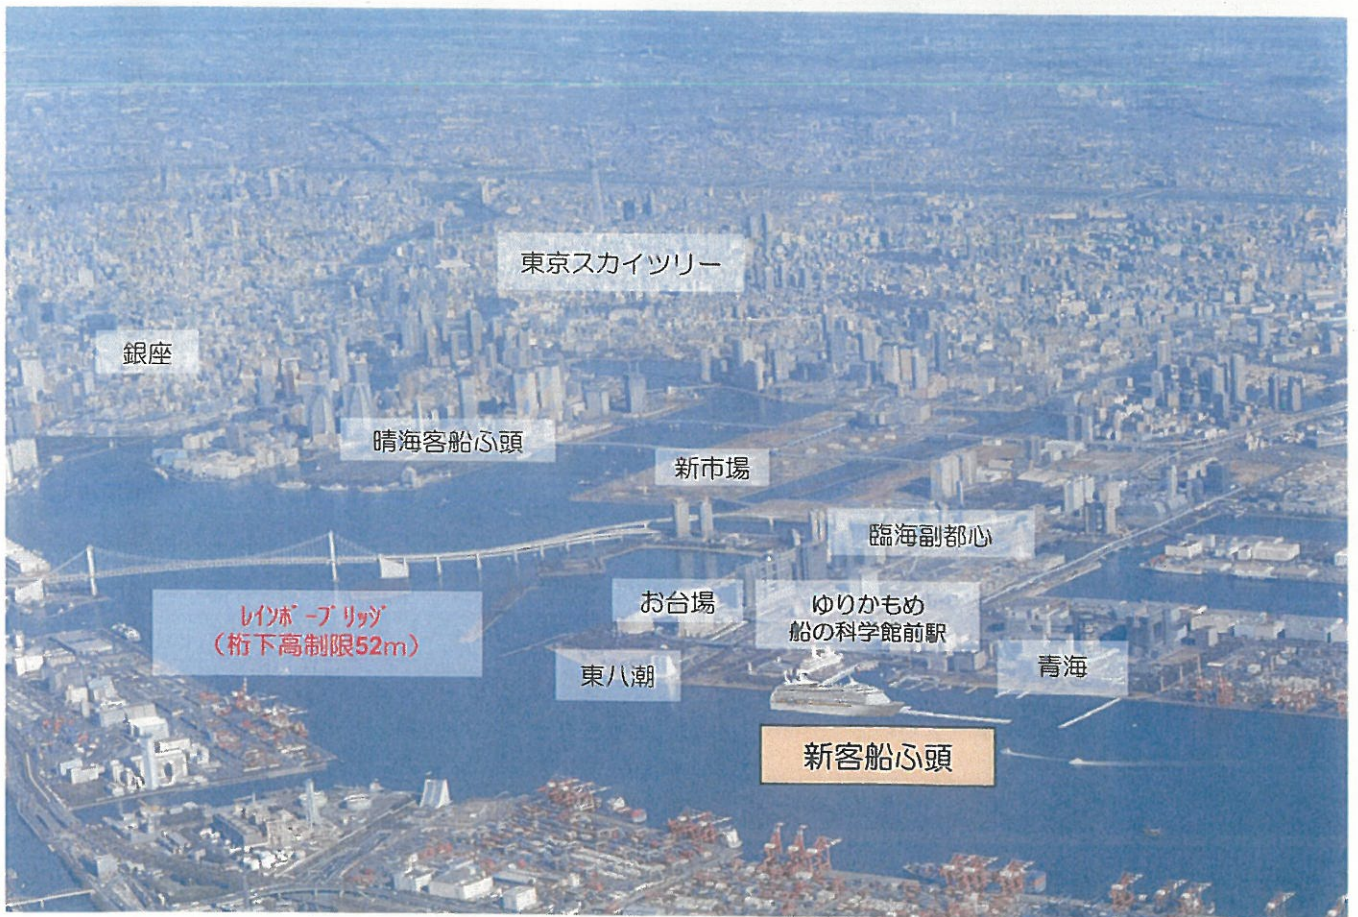 東京スカイツリー
銀座
晴海客船ふ頭
新市場
臨海副都心
レインボーブリッジ
（桁下高制限52m）
お台場
ゆりかもめ
船の科学館前駅
東八潮
青海
新客船ふ頭